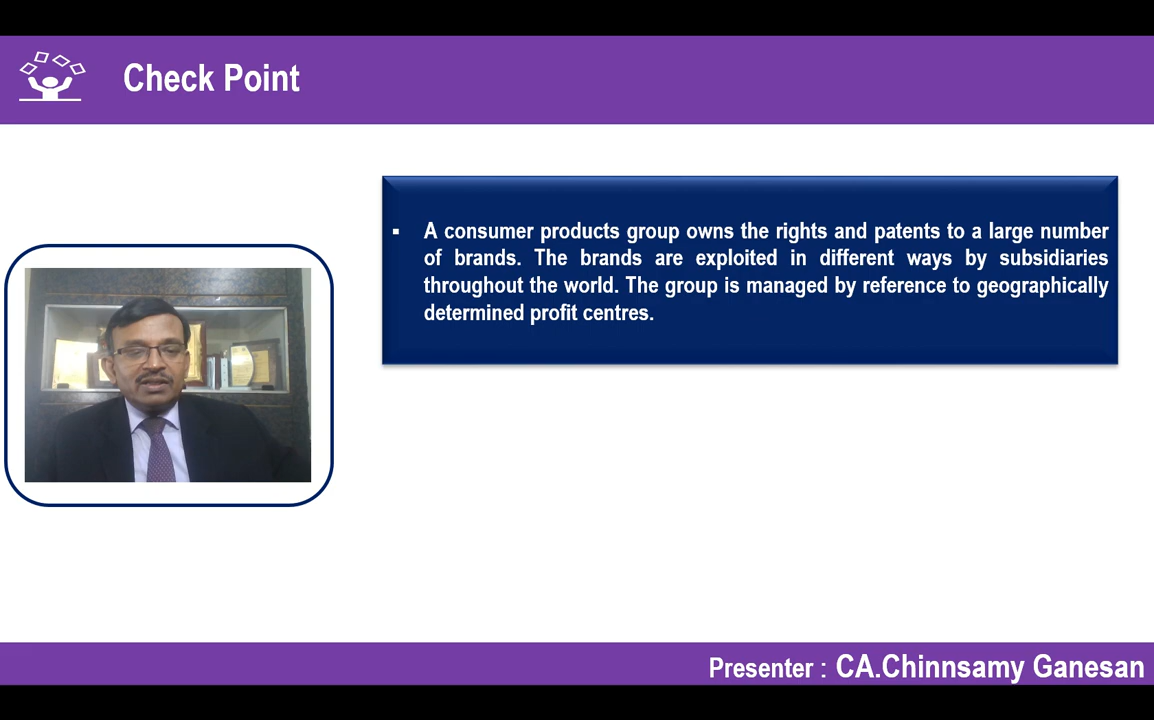 Check Point
▪ A consumer products group owns the rights and patents to a large number
of brands. The brands are exploited in different ways by subsidiaries
throughout the world. The group is managed by reference to geographically
determined profit centres.
Presenter : CA.Chinnsamy Ganesan